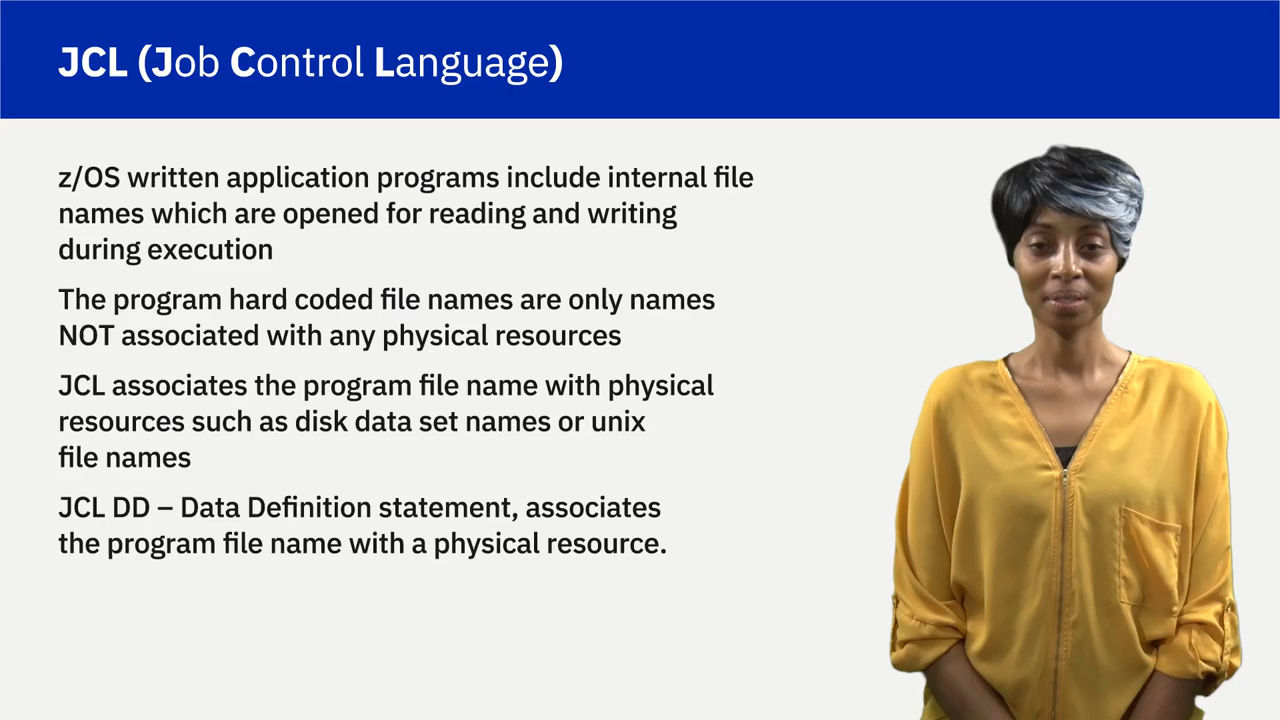 JCL (Job Control Language)
z/OS written application programs include internal file
names which are opened for reading and writing
during execution
The program hard coded file names are only names
NOT associated with any physical resources
JCL associates the program file name with physical
resources such as disk data set names or unix
file names
JCL DD – Data Definition statement, associates
the program file name with a physical resource.